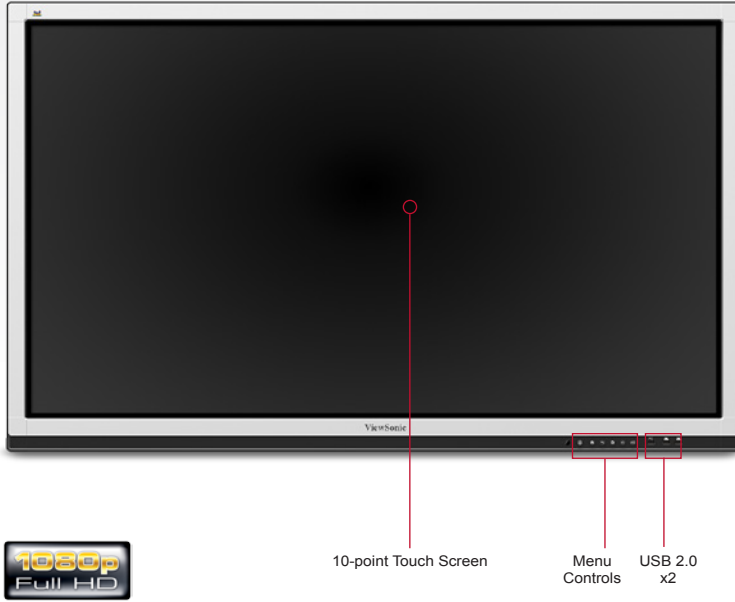 ViewSonic
10-point Touch Screen
Menu
Controls
USB 2.0
x2
1080p
Full HD